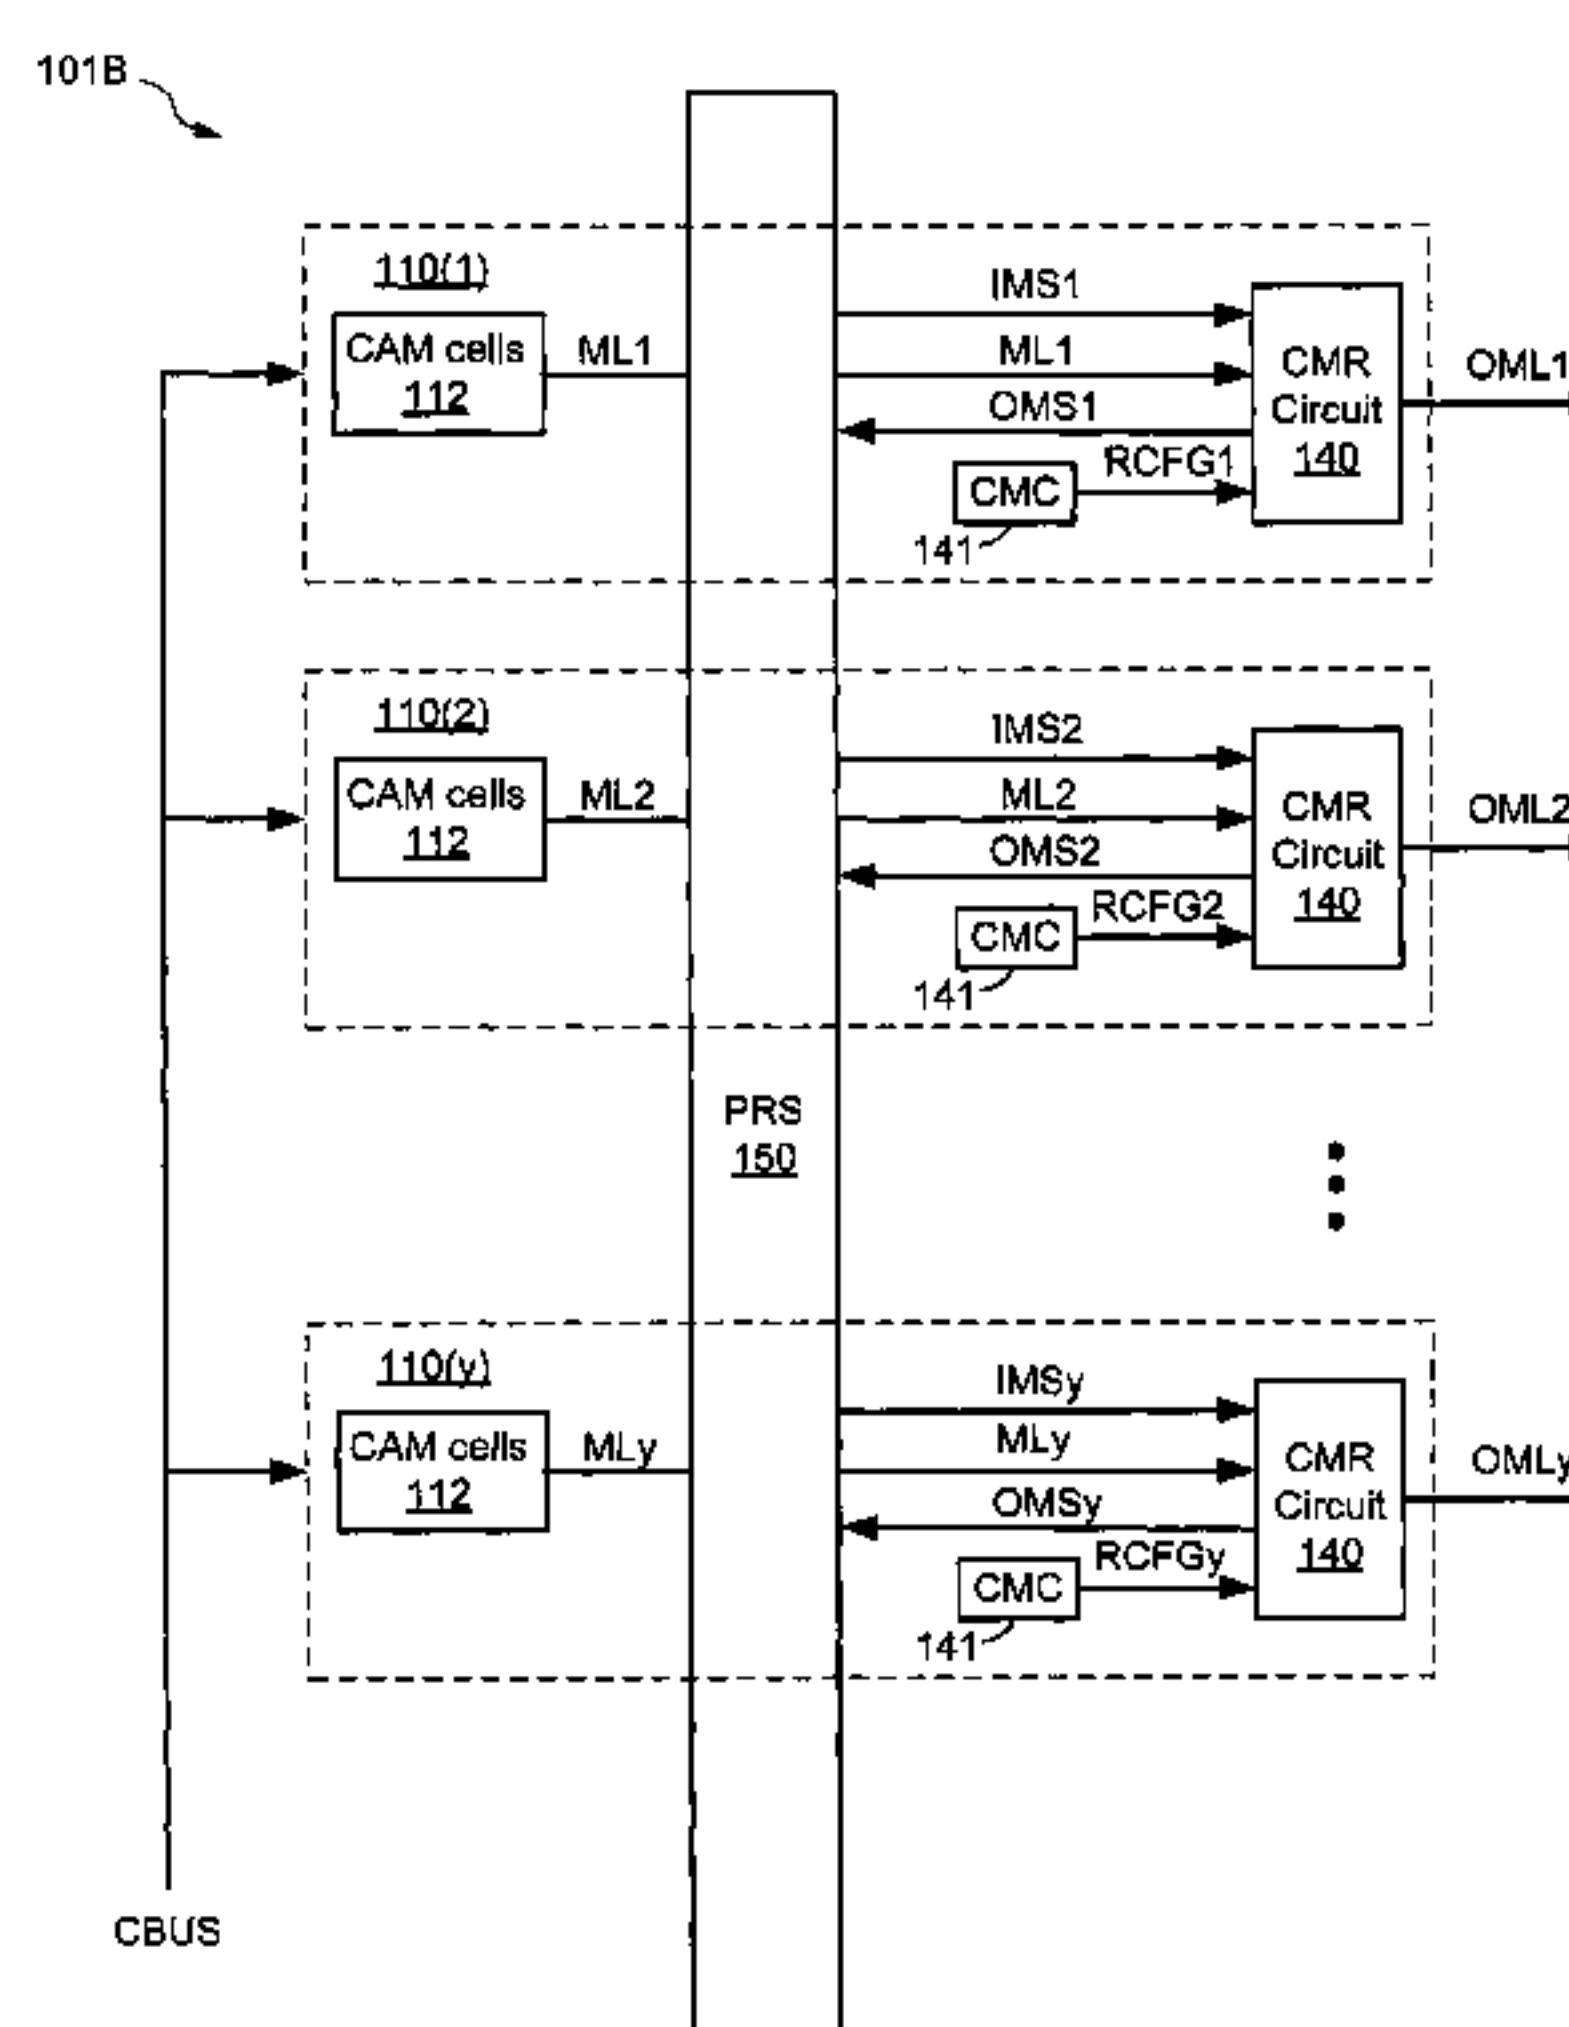 101B
110(1)
CAM cells
112
ML1
IMS1
ML1
OMS1
RCFG1
CMC
141
CMR
Circuit
140
OML1
110(2)
CAM cells
112
ML2
IMS2
ML2
OMS2
RCFG2
CMC
141
CMR
Circuit
140
OML2
PRS
150
110(y)
CAM cells
112
MLy
IMSy
MLy
OMSy
RCFGy
CMC
141
CMR
Circuit
140
OMLy
CBUS